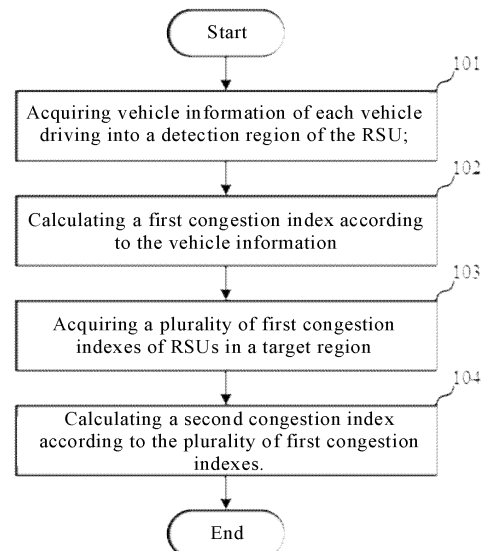 Start
101
Acquiring vehicle information of each vehicle
driving into a detection region of the RSU;
102
Calculating a first congestion index according
to the vehicle information
103
Acquiring a plurality of first congestion
indexes of RSUs in a target region
104
Calculating a second congestion index
according to the plurality of first congestion
indexes.
End